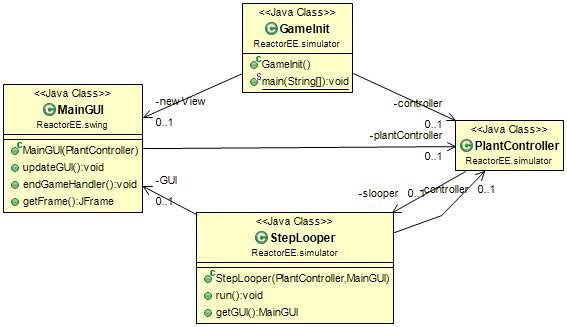 <<Java Class>>
GameInit
ReactorEE.simulator
GameInit()
main(String[]):void
<<Java Class>>
MainGUI
ReactorEE.swing
MainGUI(PlantController)
updateGUI():void
endGameHandler():void
getFrame():JFrame
-newView
0..1
-controller
0..1
-plantController
0..1
<<Java Class>>
PlantController
ReactorEE.simulator
-GUI
0..1
-slooper
0..1
-controller
0..1
<<Java Class>>
StepLooper
ReactorEE.simulator
StepLooper(PlantController,MainGUI)
run():void
getGUI():MainGUI